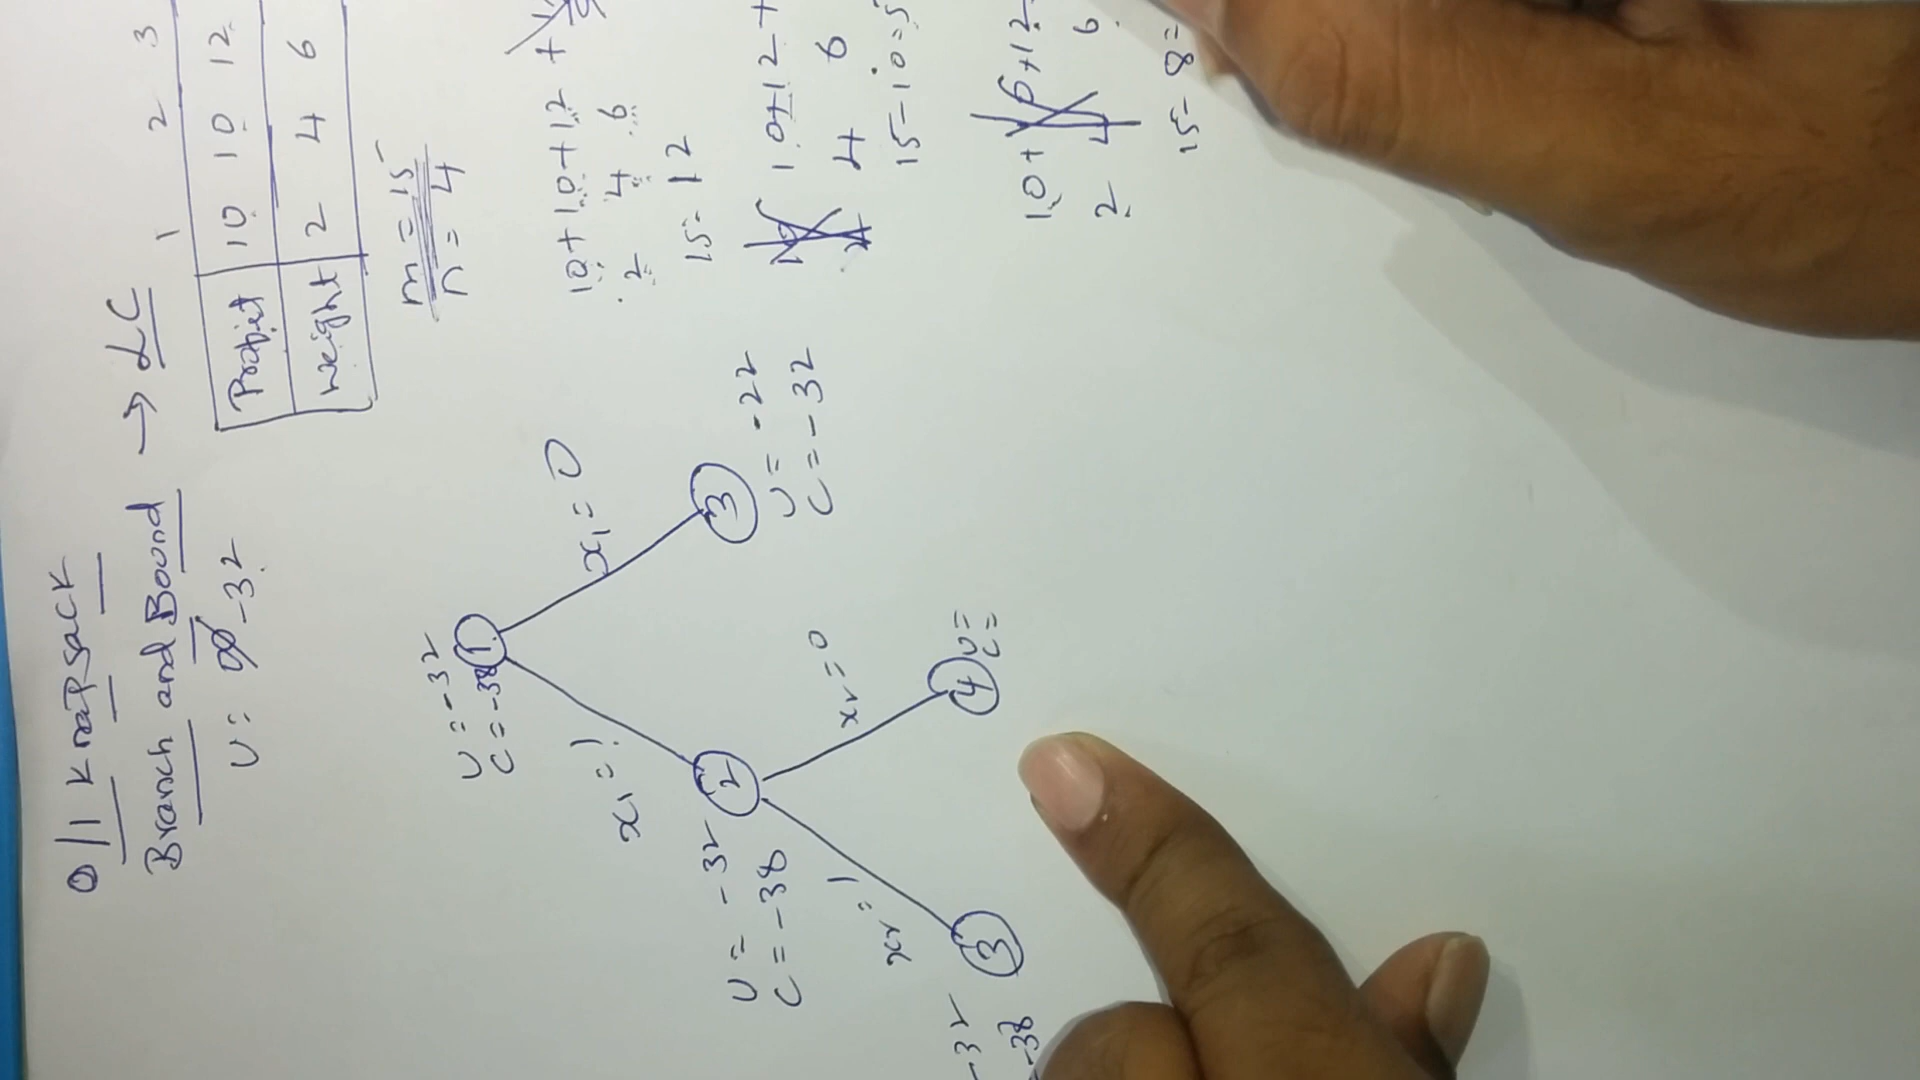 0/1 Knapsack
Branch and Bound → LC
U = ∞ -32
1 2 3
Profit 10 10 12
weight 2 4 6
m = 15
n = 4
U = -32
C = -38
1
x1 = 1
x1 = 0
U = -32
C = -38
2
3
U = -22
C = -32
x2 = 1
x2 = 0
-32
-38
3
4
U =
C =
10+10+12 +
2 4 6
15-12
10+12+
4 6
15-10=5
10+ +12
2 6
15-8=